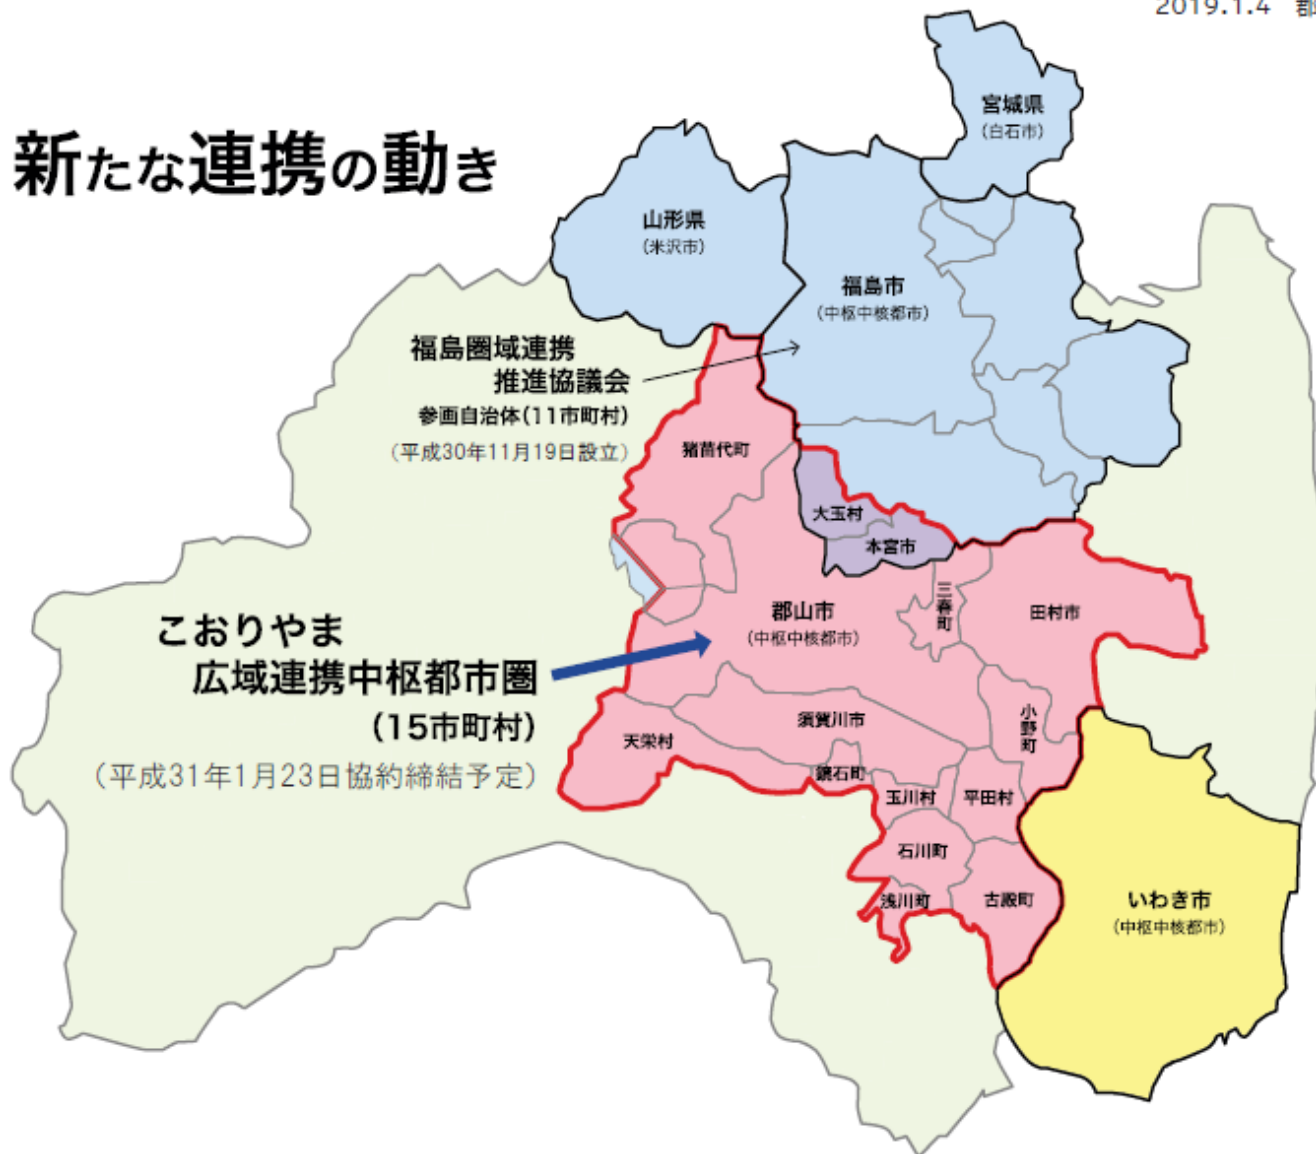 2019.1.4 郡
新たな連携の動き
宮城県
(白石市)
山形県
(米沢市)
福島市
(中枢中核都市)
福島圏域連携
推進協議会
参画自治体(11市町村)
(平成30年11月19日設立)
猪苗代町
大玉村
本宮市
三春町
田村市
郡山市
(中枢中核都市)
こおりやま
広域連携中枢都市圏
(15市町村)
(平成31年1月23日協約締結予定)
小野町
須賀川市
天栄村
鏡石町
玉川村
平田村
石川町
浅川町
古殿町
いわき市
(中枢中核都市)